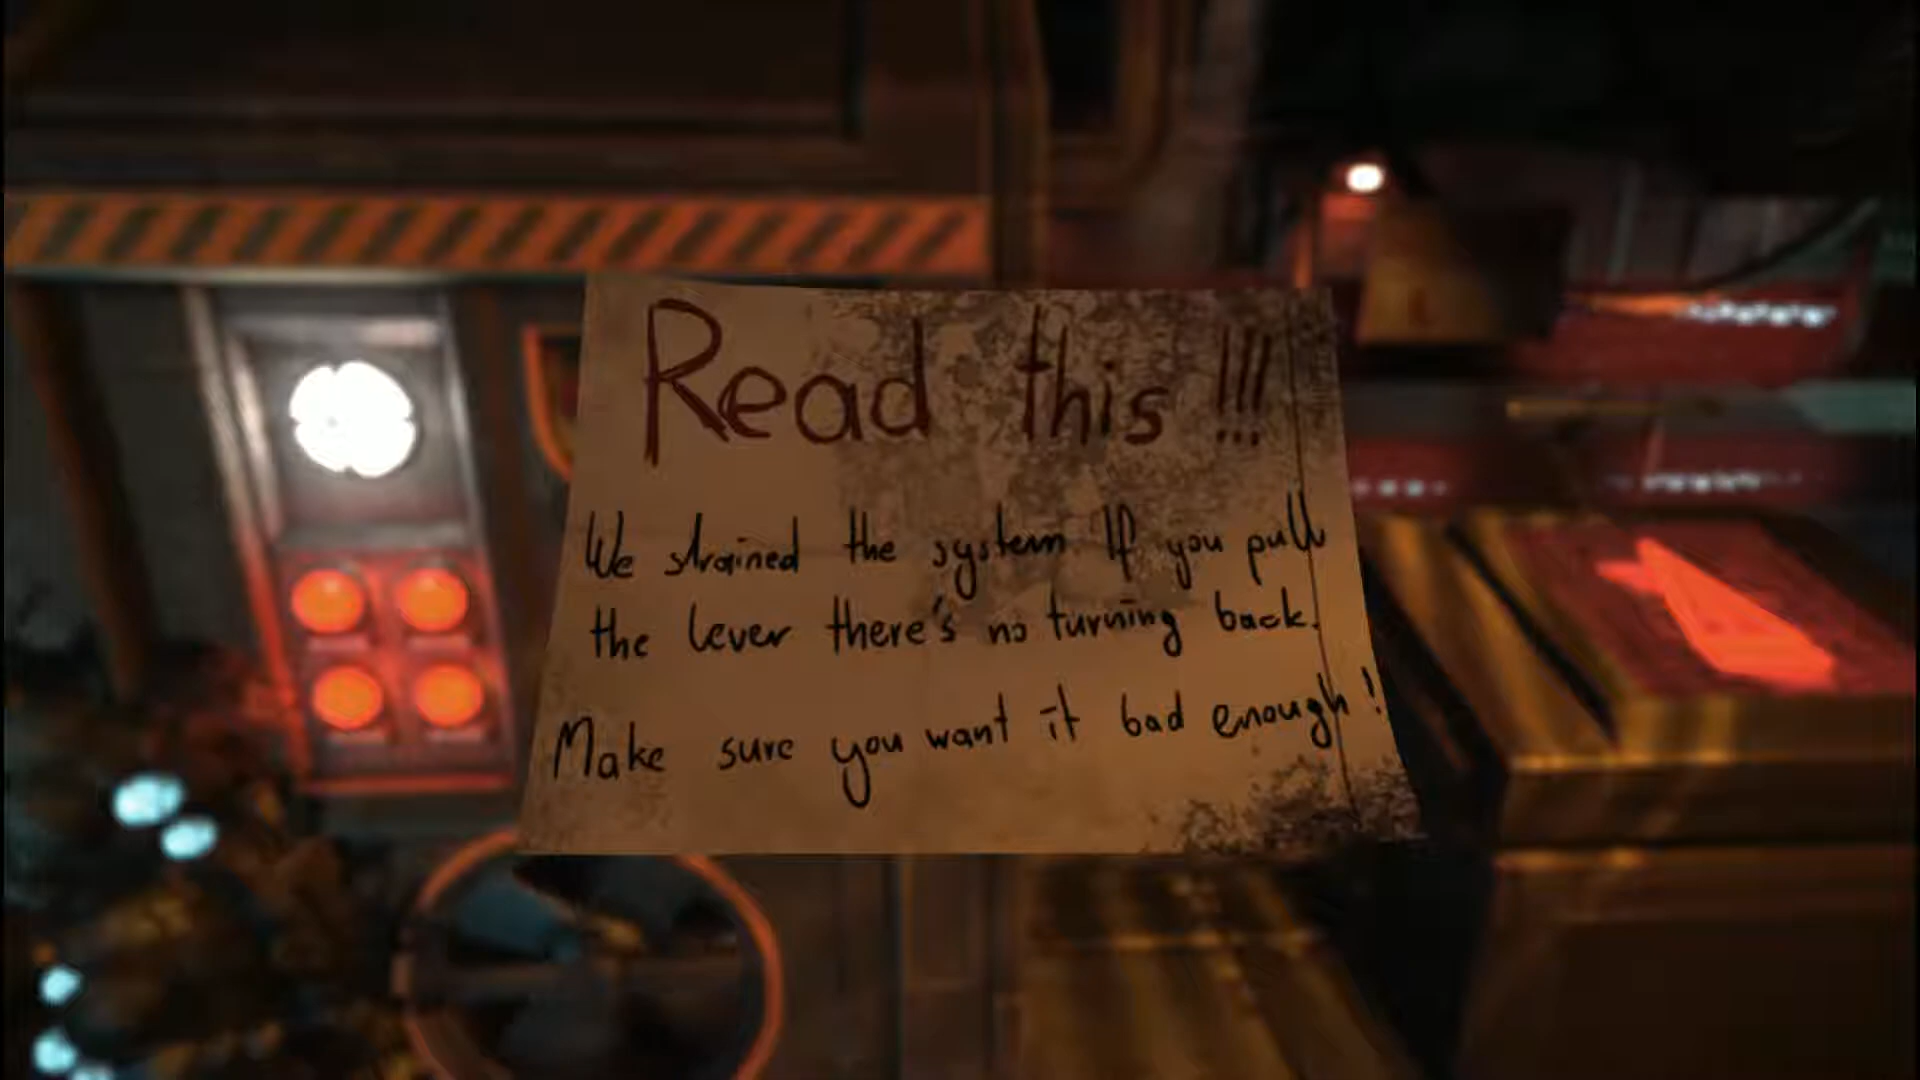 Read this !!!
We strained the system. If you pull
the lever there's no turning back.
Make sure you want it bad enough!